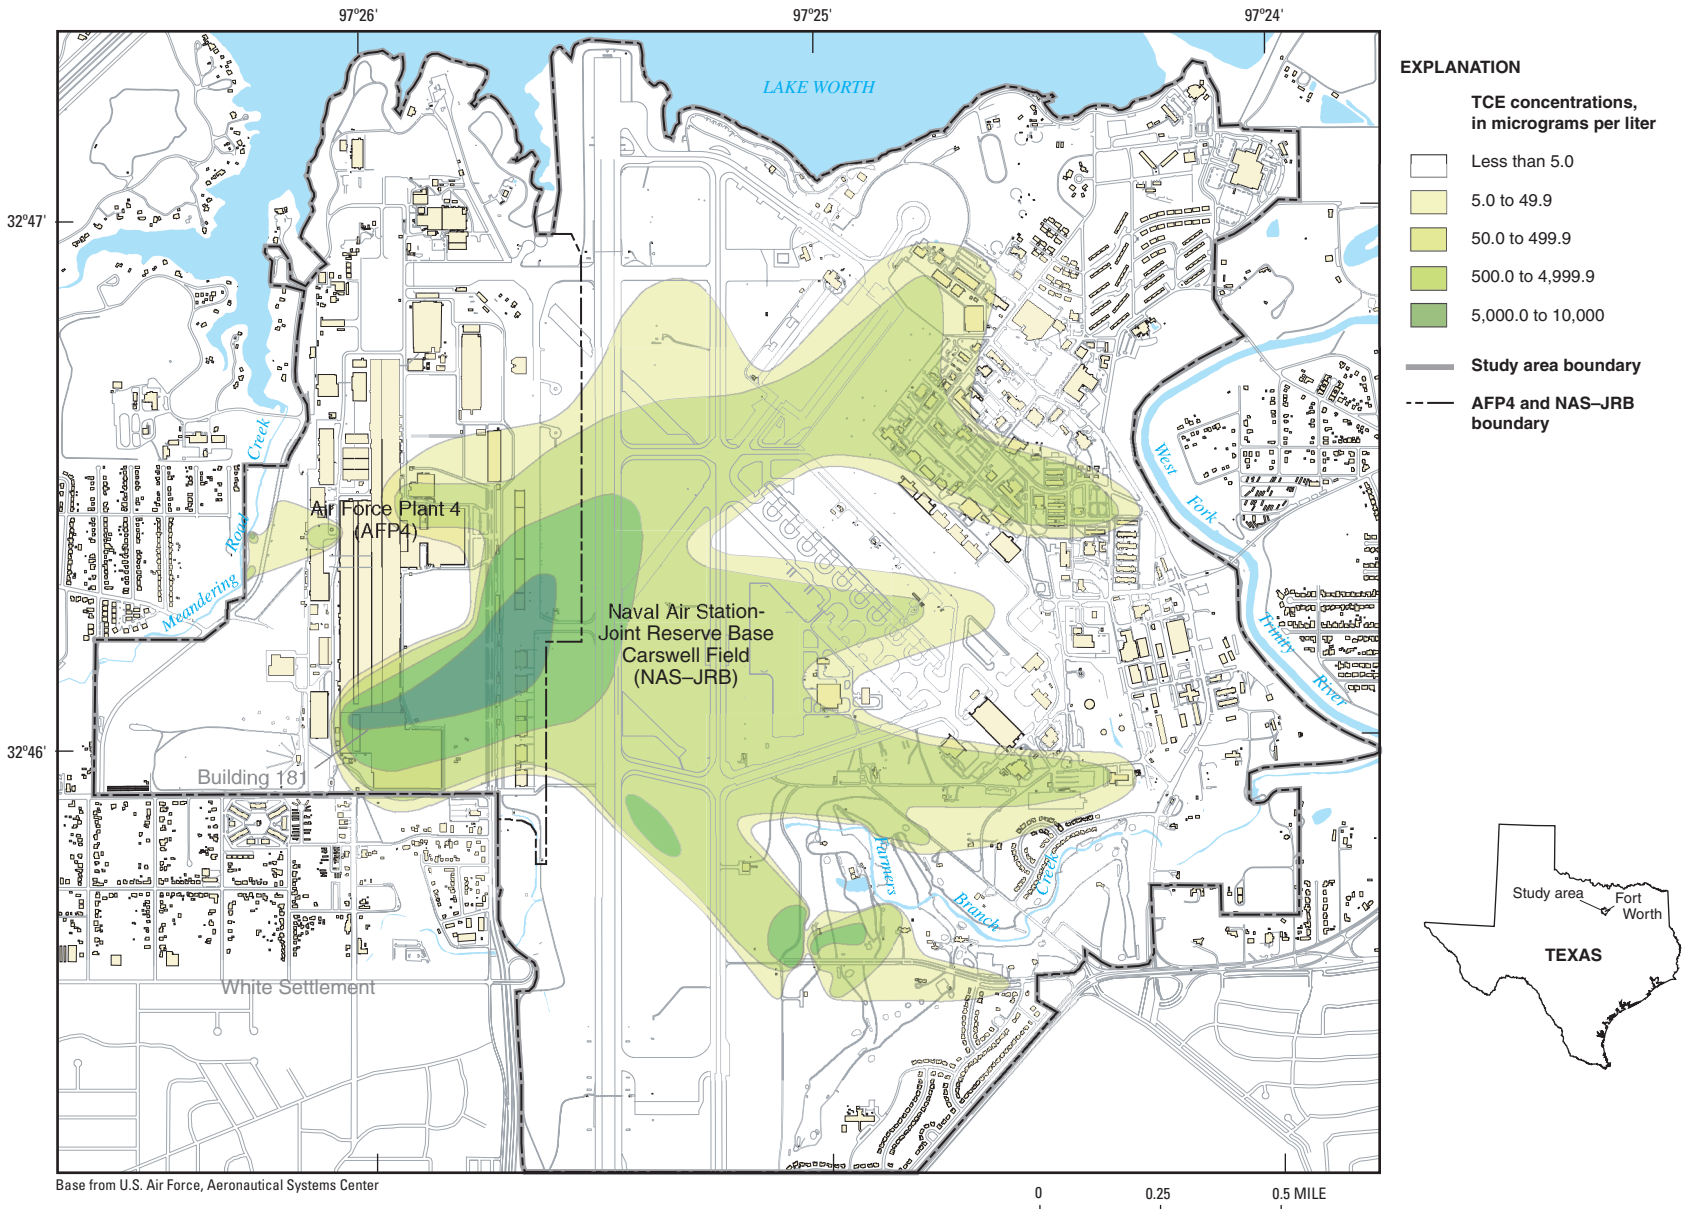 97°26'
97°25'
97°24'
32°47'
32°46'
LAKE WORTH
Meandering
Road
Creek
Air Force Plant 4
(AFP4)
Naval Air Station-
Joint Reserve Base
Carswell Field
(NAS–JRB)
Building 181
White Settlement
West
Fork
Trinity
River
Farmers
Branch
Creek
EXPLANATION
TCE concentrations,
in micrograms per liter
Less than 5.0
5.0 to 49.9
50.0 to 499.9
500.0 to 4,999.9
5,000.0 to 10,000
Study area boundary
AFP4 and NAS–JRB
boundary
Study area
Fort
Worth
TEXAS
Base from U.S. Air Force, Aeronautical Systems Center
0
0.25
0.5 MILE